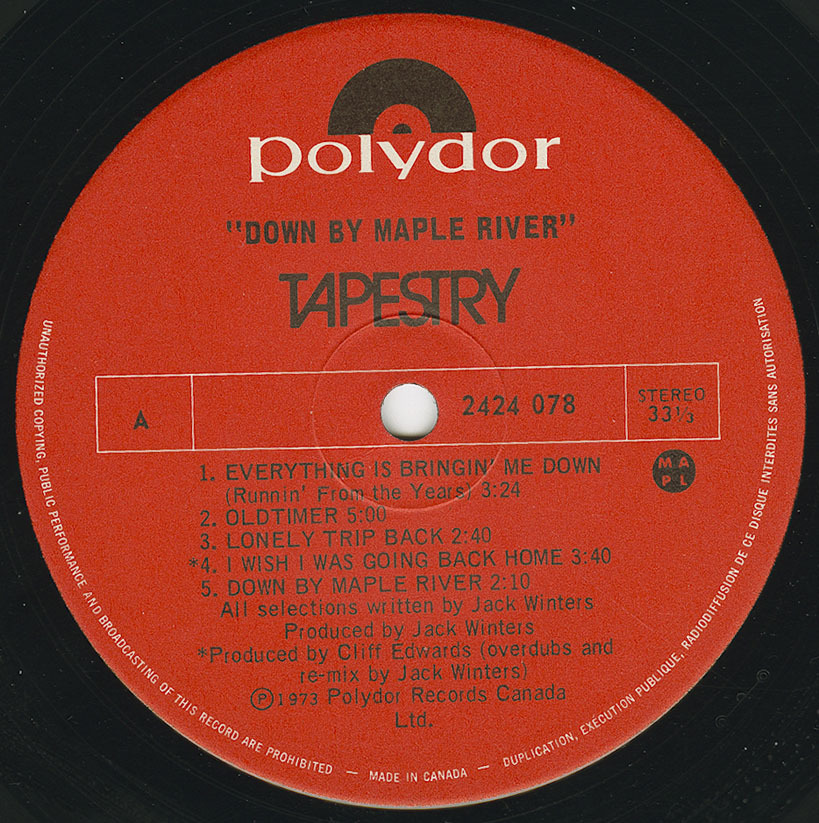 polydor
"DOWN BY MAPLE RIVER"
TAPESTRY
A
2424 078
STEREO
33 1/3
MA
PL
1. EVERYTHING IS BRINGIN' ME DOWN
(Runnin' From the Years) 3:24
2. OLDTIMER 5:00
3. LONELY TRIP BACK 2:40
*4. I WISH I WAS GOING BACK HOME 3:40
5. DOWN BY MAPLE RIVER 2:10
All selections written by Jack Winters
Produced by Jack Winters
*Produced by Cliff Edwards (overdubs and
re-mix by Jack Winters)
Ⓟ1973 Polydor Records Canada
Ltd.
UNAUTHORIZED COPYING, PUBLIC PERFORMANCE AND BROADCASTING OF THIS RECORD ARE PROHIBITED — MADE IN CANADA — DUPLICATION, EXÉCUTION PUBLIQUE, RADIODIFFUSION DE CE DISQUE INTERDITES SANS AUTORISATION